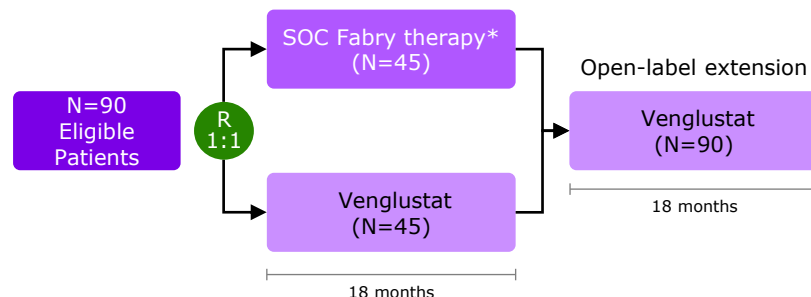 N=90
Eligible
Patients
R
1:1
SOC Fabry therapy*
(N=45)
Venglustat
(N=45)
18 months
Open-label extension
Venglustat
(N=90)
18 months